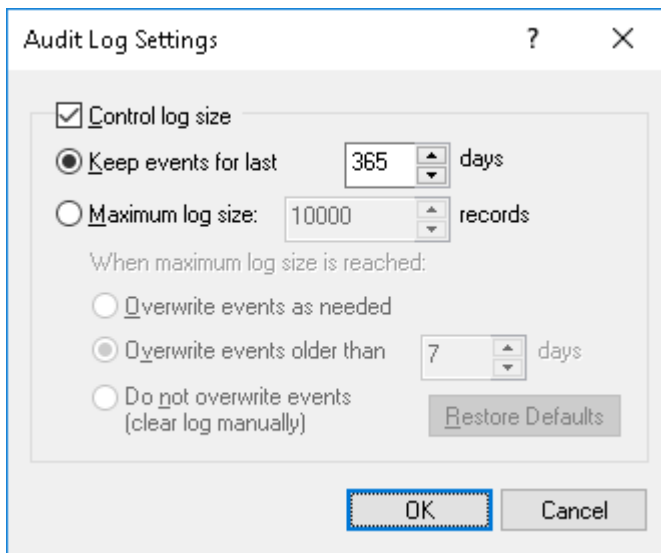 Audit Log Settings ?
Control log size
Keep events for last 365 days
Maximum log size: 10000 records
When maximum log size is reached:
Overwrite events as needed
Overwrite events older than 7 days
Do not overwrite events
(clear log manually)
Restore Defaults
OK Cancel